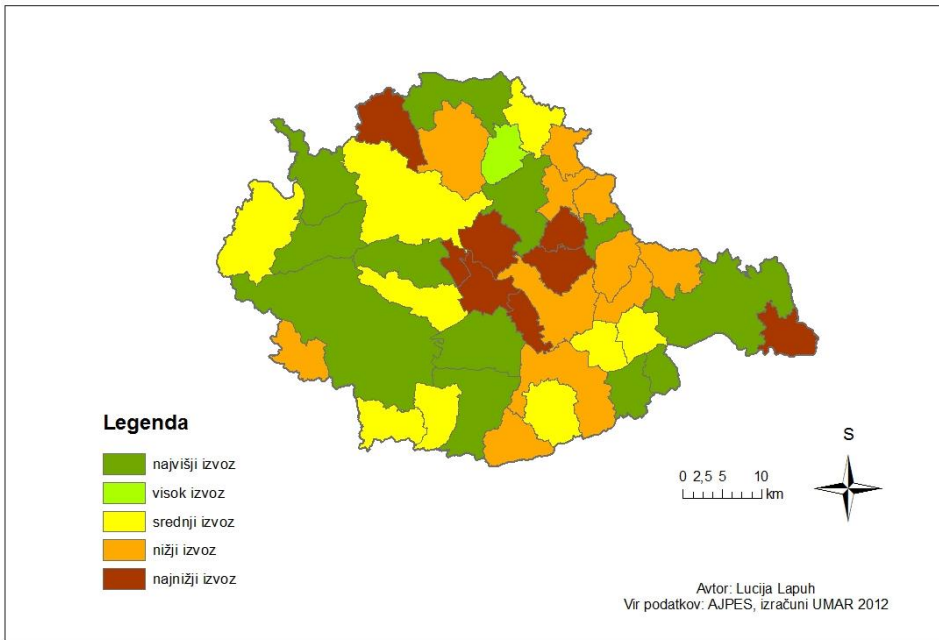 Legenda
najvišji izvoz
visok izvoz
srednji izvoz
nižji izvoz
najnižji izvoz
S
0 2,5 5 10
km
Avtor: Lucija Lapuh
Vir podatkov: AJPES, izračuni UMAR 2012